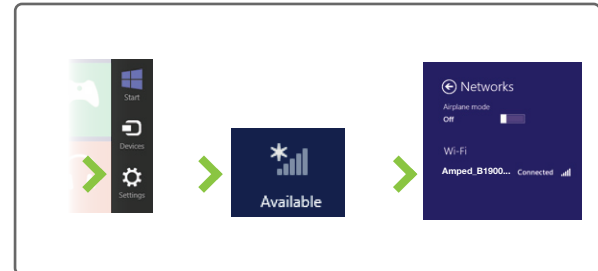 Start
Devices
Settings
Available
Networks
Airplane mode
Off
Wi-Fi
Amped_B1900... Connected